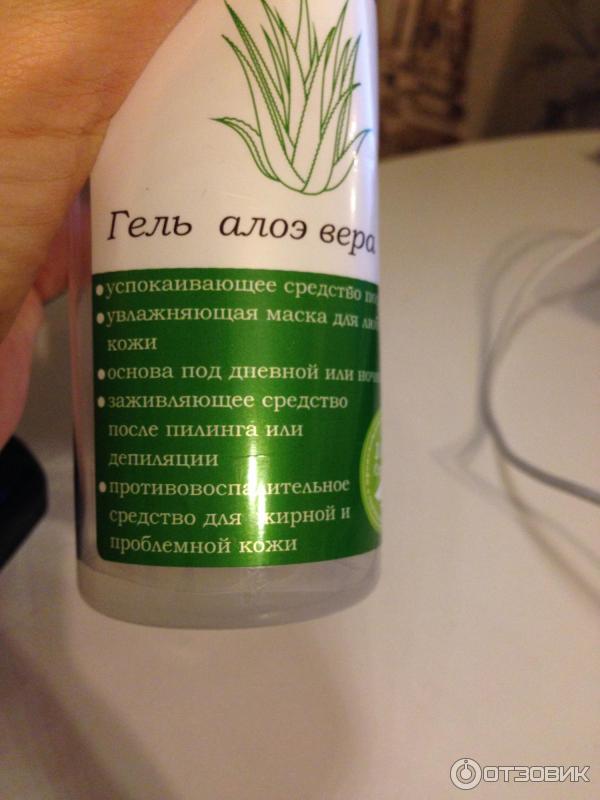 Гель алоэ вера
•успокаивающее средство
•увлажняющая маска для
кожи
•основа под дневной или
•заживляющее средство
после пилинга или
депиляции
•противовоспалительное
средство для жирной и
проблемной кожи
ОТЗОВИК